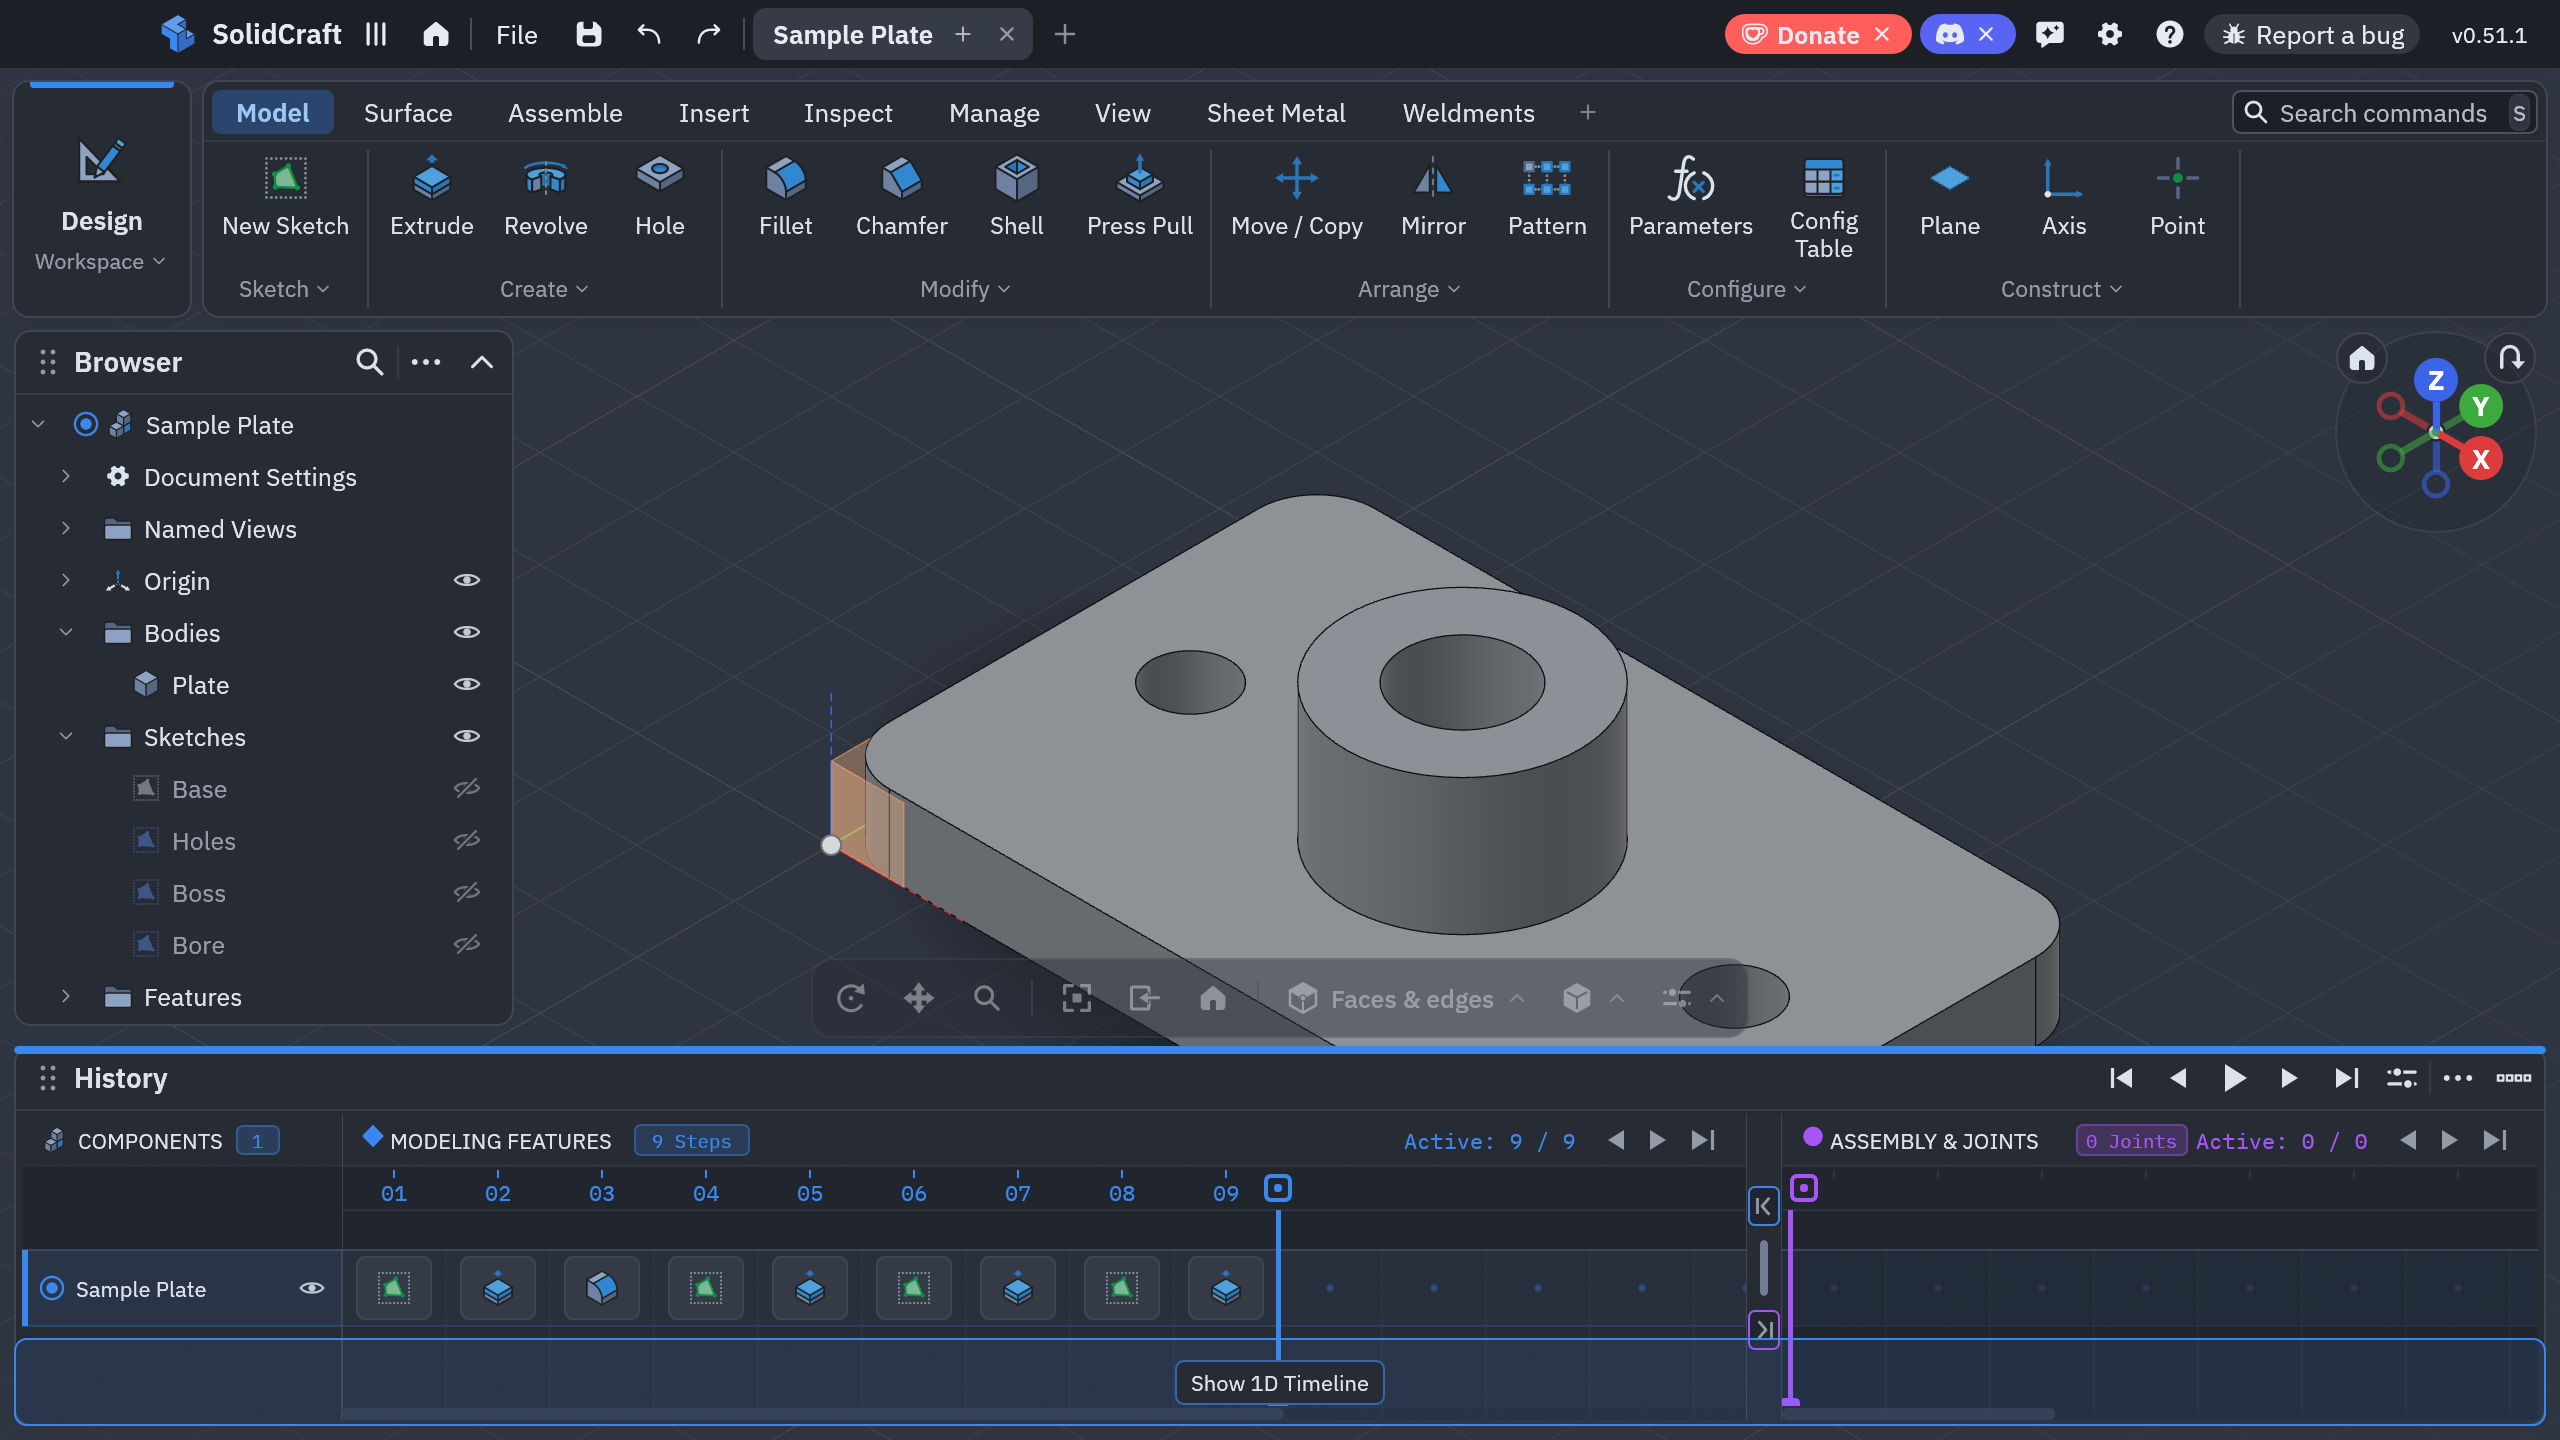 SolidCraft File Sample Plate Donate Report a bug v0.51.1
Model Surface Assemble Insert Inspect Manage View Sheet Metal Weldments Search commands S
Design
Workspace
New Sketch Extrude Revolve Hole Fillet Chamfer Shell Press Pull Move / Copy Mirror Pattern Parameters Config Table Plane Axis Point
Sketch Create Modify Arrange Configure Construct
Browser
Sample Plate
Document Settings
Named Views
Origin
Bodies
Plate
Sketches
Base
Holes
Boss
Bore
Features
Z
Y
X
Faces & edges
History
COMPONENTS 1 MODELING FEATURES 9 Steps Active: 9 / 9 ASSEMBLY & JOINTS 0 Joints Active: 0 / 0
01 02 03 04 05 06 07 08 09
Sample Plate
Show 1D Timeline